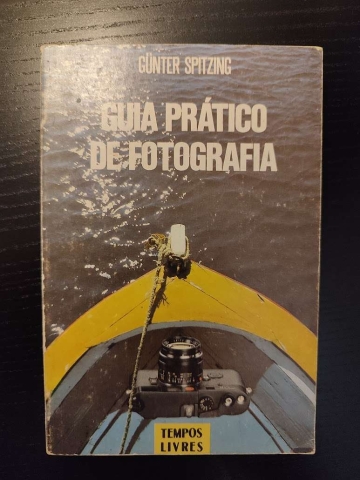 GÜNTER SPITZING
GUIA PRÁTICO
DE FOTOGRAFIA
TEMPOS
LIVRES